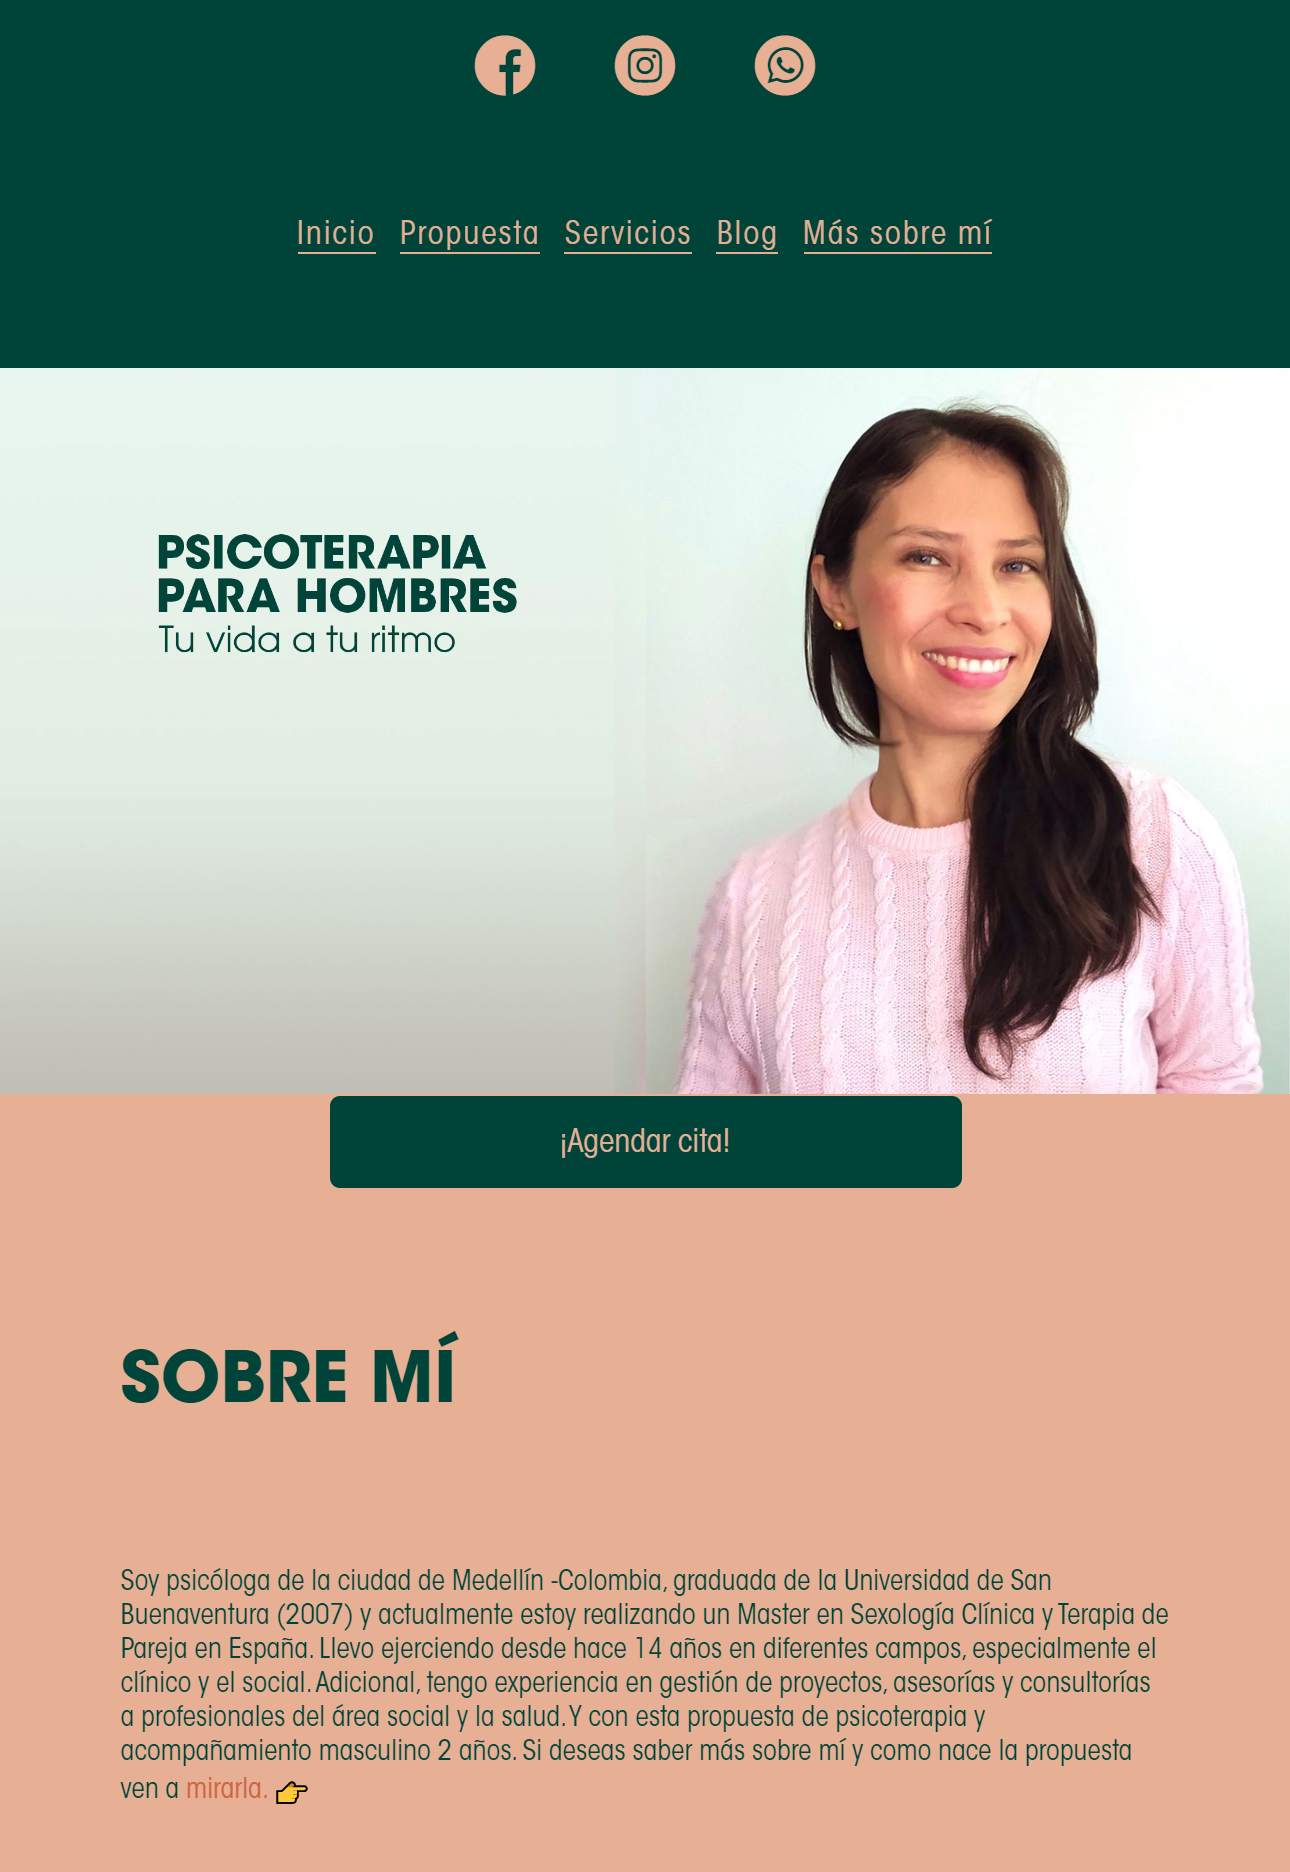 Inicio Propuesta Servicios Blog Más sobre mí
PSICOTERAPIA
PARA HOMBRES
Tu vida a tu ritmo
¡Agendar cita!
SOBRE MÍ
Soy psicóloga de la ciudad de Medellín -Colombia, graduada de la Universidad de San
Buenaventura (2007) y actualmente estoy realizando un Master en Sexología Clínica y Terapia de
Pareja en España. Llevo ejerciendo desde hace 14 años en diferentes campos, especialmente el
clínico y el social. Adicional, tengo experiencia en gestión de proyectos, asesorías y consultorías
a profesionales del área social y la salud. Y con esta propuesta de psicoterapia y
acompañamiento masculino 2 años. Si deseas saber más sobre mí y como nace la propuesta
ven a mirarla. 👉